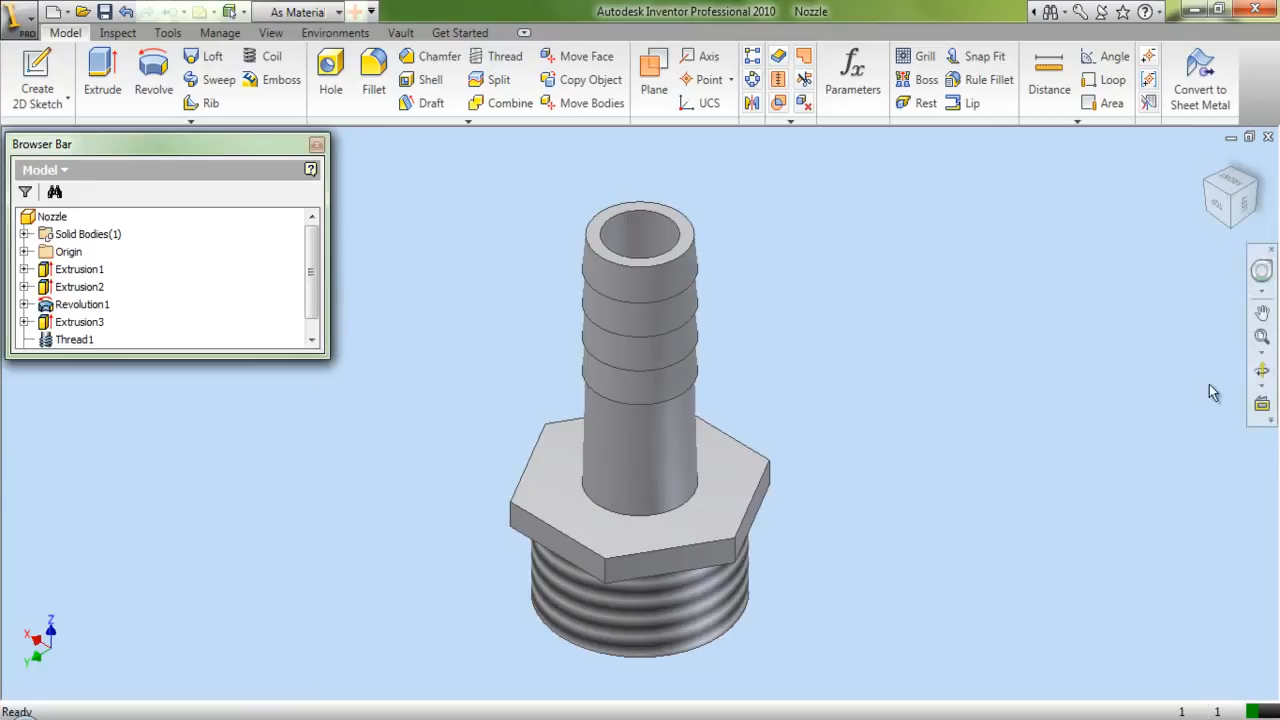 As Materia
Autodesk Inventor Professional 2010 Nozzle
PRO
Model Inspect Tools Manage View Environments Vault Get Started
Create
2D Sketch
Extrude
Revolve
Loft
Sweep
Rib
Coil
Emboss
Hole
Fillet
Chamfer
Shell
Draft
Thread
Split
Combine
Move Face
Copy Object
Move Bodies
Plane
Axis
Point
UCS
fx
Parameters
Grill
Boss
Rest
Snap Fit
Rule Fillet
Lip
Distance
Angle
Loop
Area
Convert to
Sheet Metal
Browser Bar
Model
Nozzle
Solid Bodies(1)
Origin
Extrusion1
Extrusion2
Revolution1
Extrusion3
Thread1
TOP
Z
X
Y
Ready
1 1